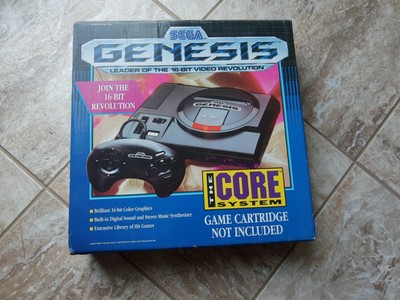 SEGA
GENESIS
LEADER OF THE 16-BIT VIDEO REVOLUTION
JOIN THE
16-BIT
REVOLUTION
GENESIS
GENESIS
THE
CORE
SYSTEM
• Brilliant 16-bit Color Graphics
• Built-in Digital Sound and Stereo Music Synthesizer
• Extensive Library of Hit Games
GAME CARTRIDGE
NOT INCLUDED